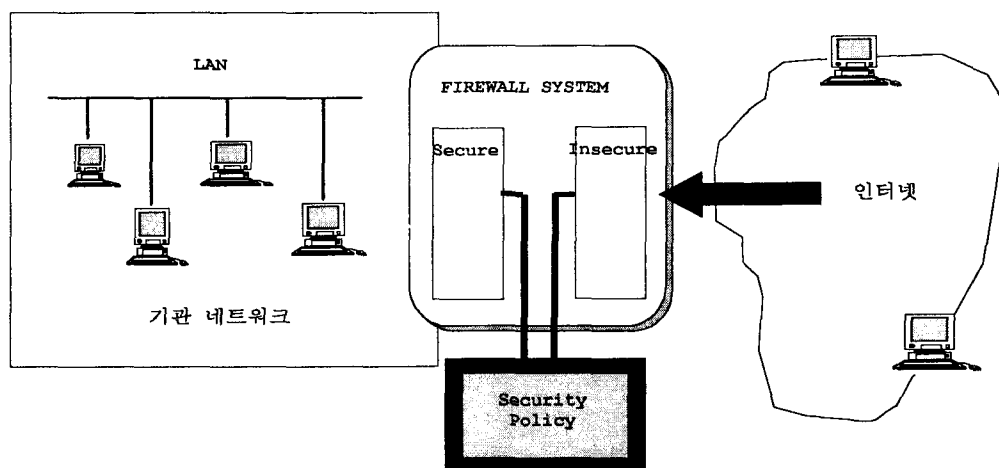 LAN
기관 네트워크
FIREWALL SYSTEM
Secure
Insecure
Security
Policy
인터넷